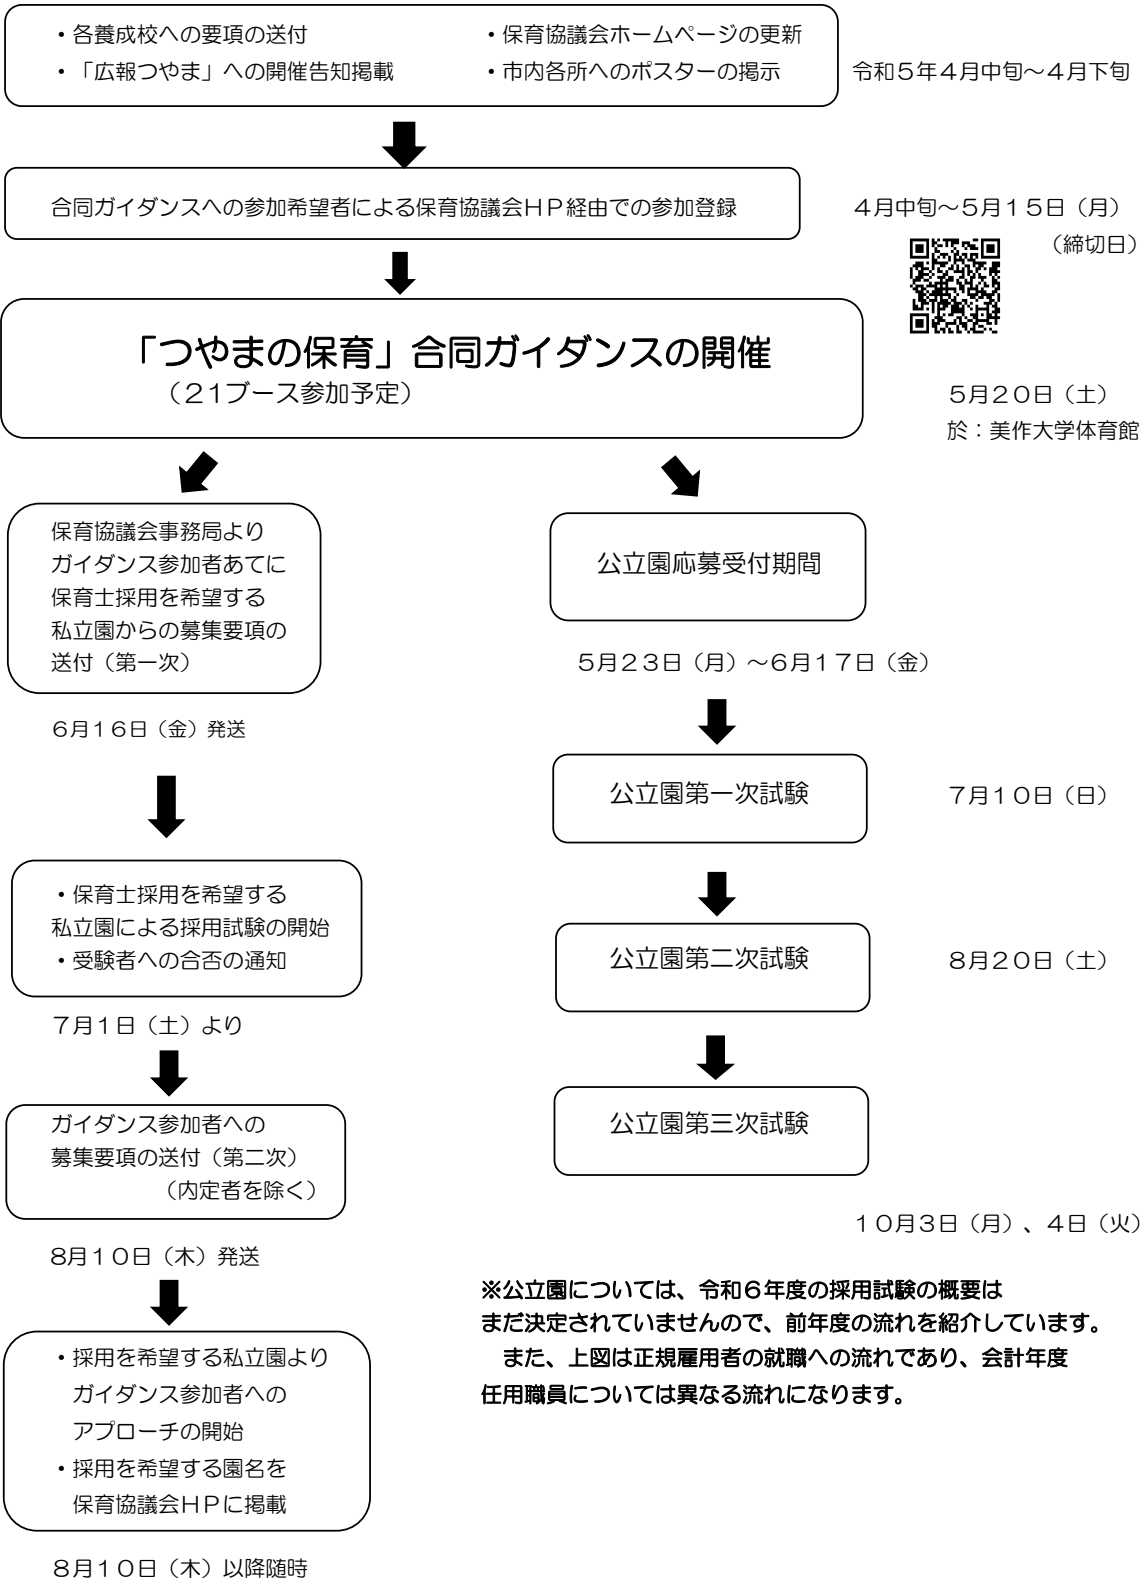 ・各養成校への要項の送付
・保育協議会ホームページの更新
・「広報つやま」への開催告知掲載
・市内各所へのポスターの掲示
令和５年４月中旬～４月下旬
合同ガイダンスへの参加希望者による保育協議会ＨＰ経由での参加登録
４月中旬～５月１５日（月）
（締切日）
「つやまの保育」合同ガイダンスの開催
（２１ブース参加予定）
５月２０日（土）
於：美作大学体育館
保育協議会事務局より
ガイダンス参加者あてに
保育士採用を希望する
私立園からの募集要項の
送付（第一次）
６月１６日（金）発送
・保育士採用を希望する
私立園による採用試験の開始
・受験者への合否の通知
７月１日（土）より
ガイダンス参加者への
募集要項の送付（第二次）
（内定者を除く）
８月１０日（木）発送
・採用を希望する私立園より
ガイダンス参加者への
アプローチの開始
・採用を希望する園名を
保育協議会ＨＰに掲載
８月１０日（木）以降随時
公立園応募受付期間
５月２３日（月）～６月１７日（金）
公立園第一次試験
７月１０日（日）
公立園第二次試験
８月２０日（土）
公立園第三次試験
１０月３日（月）、４日（火）
※公立園については、令和６年度の採用試験の概要は
まだ決定されていませんので、前年度の流れを紹介しています。
また、上図は正規雇用者の就職への流れであり、会計年度
任用職員については異なる流れになります。